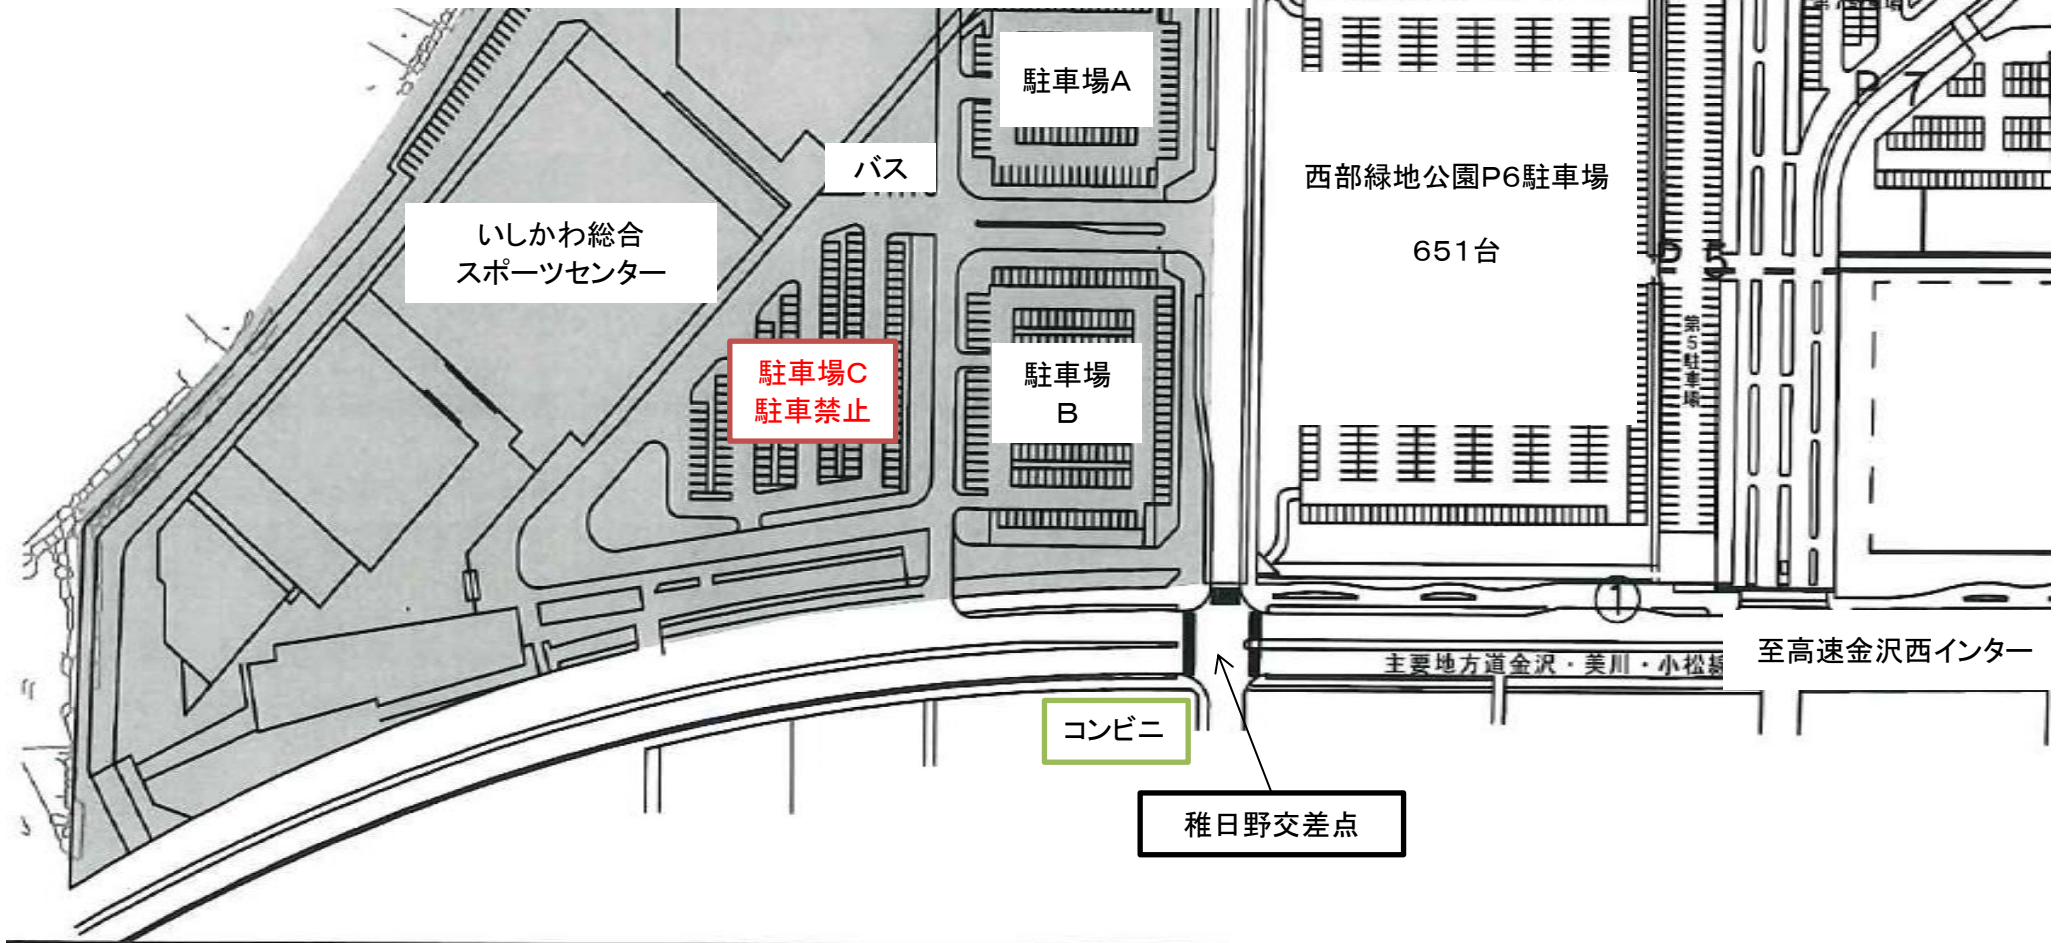 駐車場A
バス
いしかわ総合
スポーツセンター
西部緑地公園P6駐車場
651台
P 7
P 5
第5駐車場
駐車場C
駐車禁止
駐車場
B
①
主要地方道金沢・美川・小松線
至高速金沢西インター
コンビニ
稚日野交差点